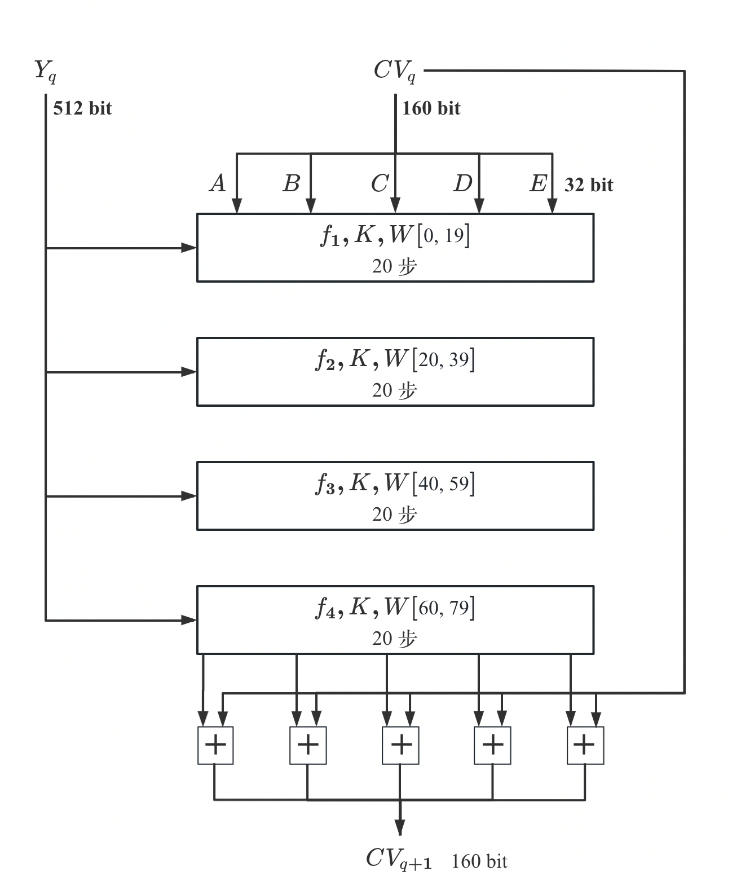 Y_q CV_q
512 bit 160 bit
A B C D E 32 bit
f_1, K, W[0, 19]
20 步
f_2, K, W[20, 39]
20 步
f_3, K, W[40, 59]
20 步
f_4, K, W[60, 79]
20 步
+ + + + +
CV_{q+1} 160 bit